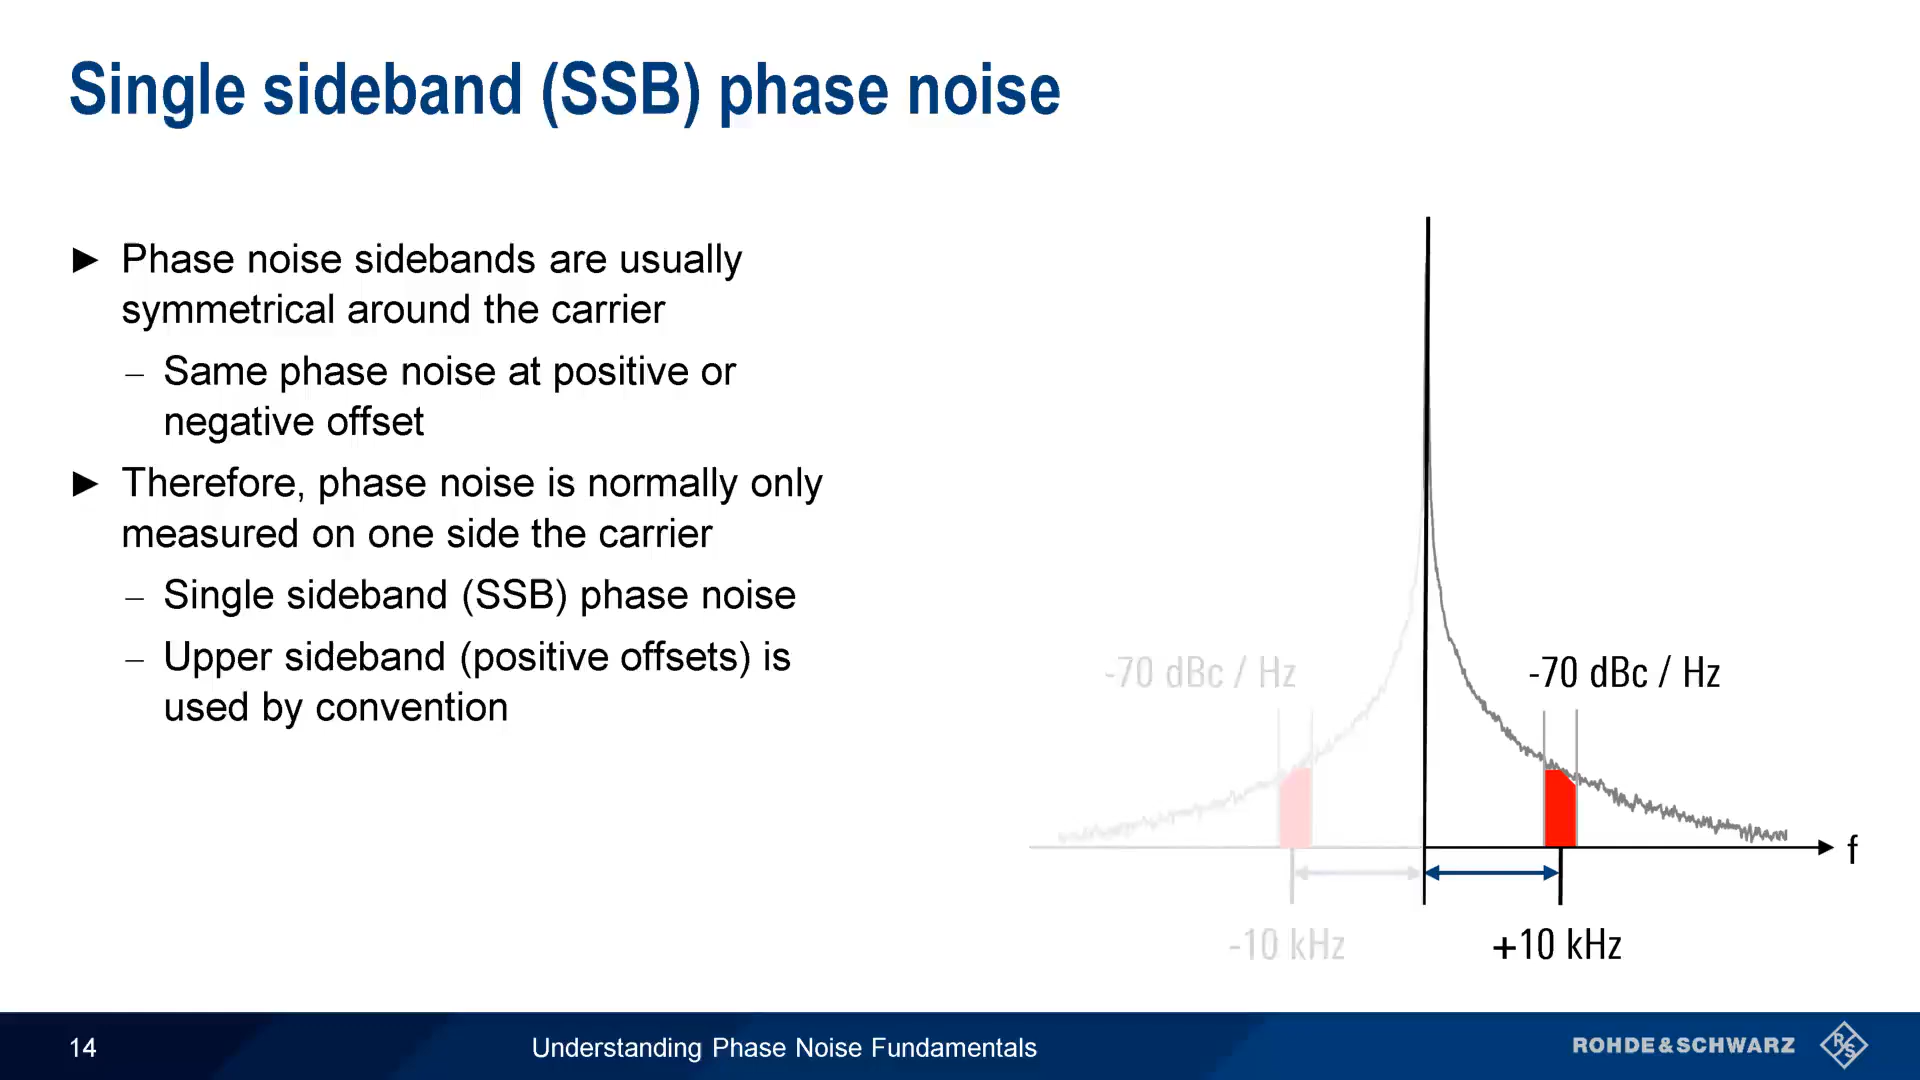 Single sideband (SSB) phase noise
► Phase noise sidebands are usually
symmetrical around the carrier
– Same phase noise at positive or
negative offset
► Therefore, phase noise is normally only
measured on one side the carrier
– Single sideband (SSB) phase noise
– Upper sideband (positive offsets) is
used by convention
-70 dBc / Hz
-70 dBc / Hz
f
-10 kHz
+10 kHz
14
Understanding Phase Noise Fundamentals
ROHDE&SCHWARZ
R
S